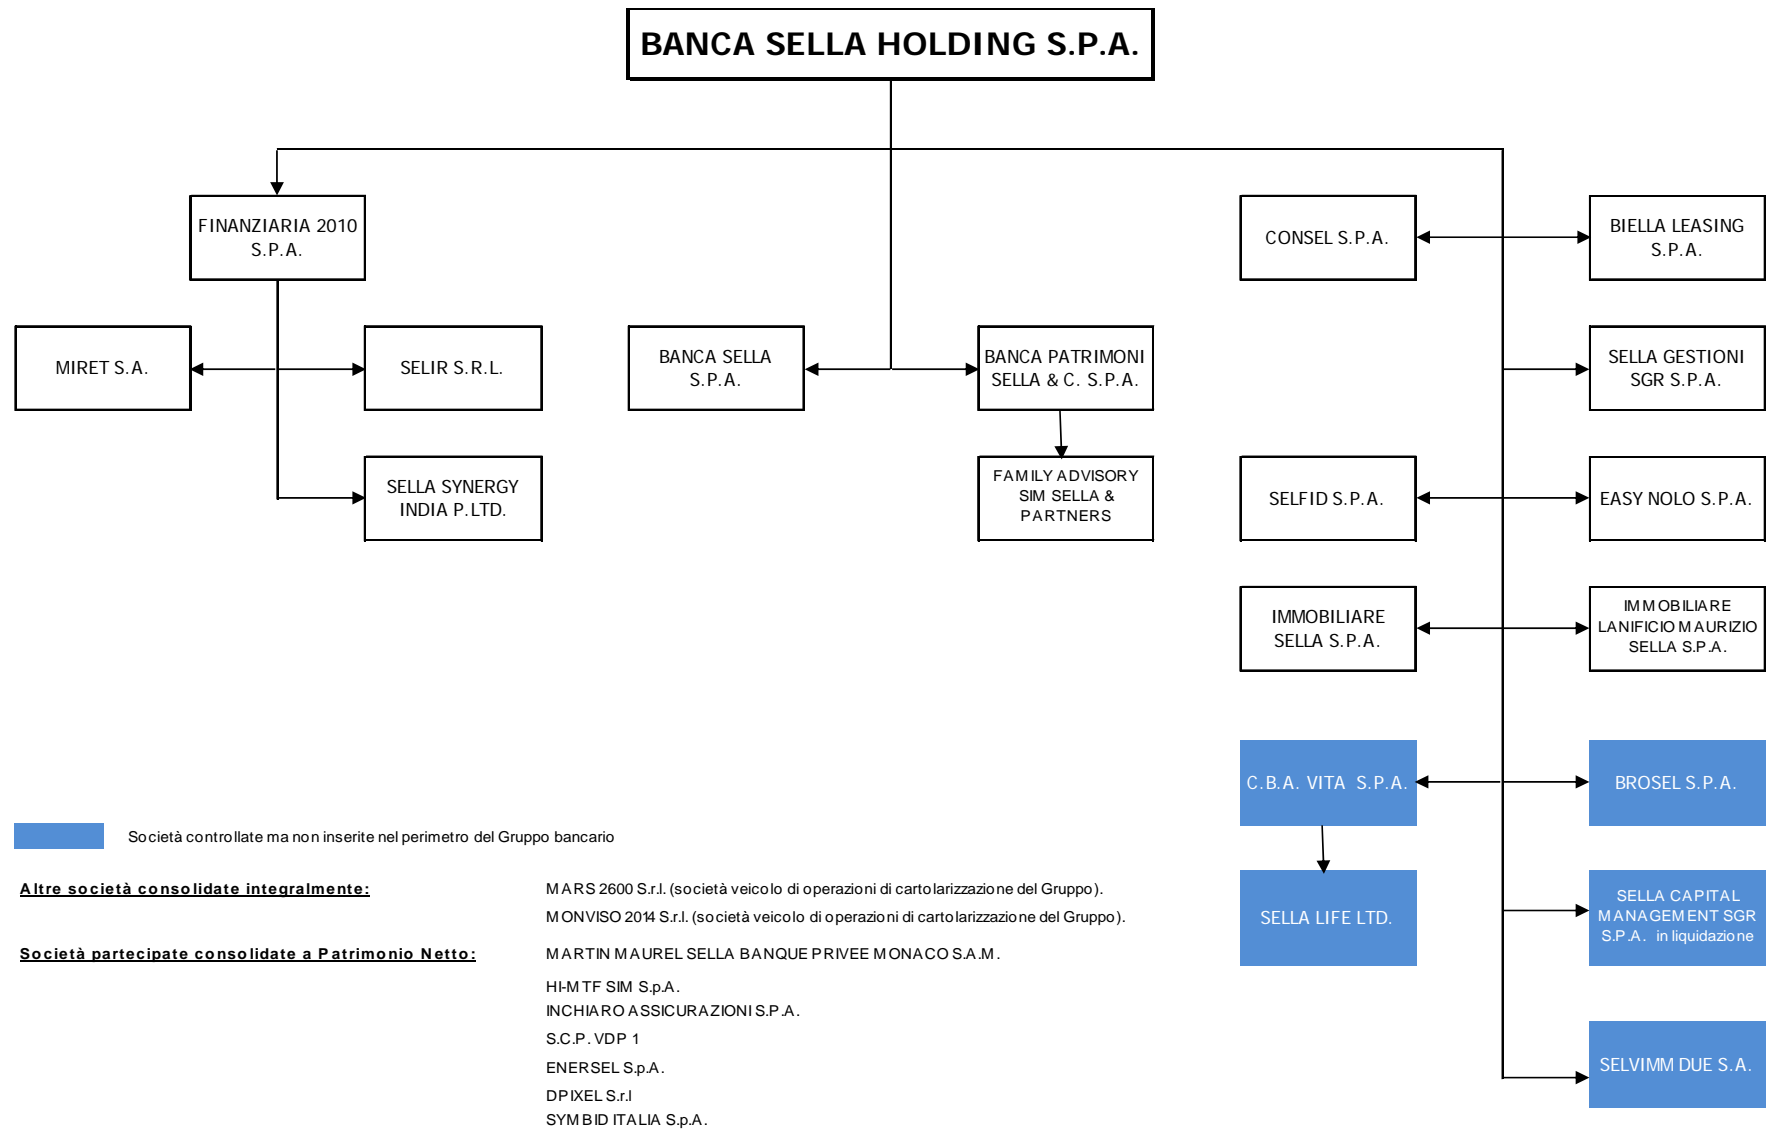 BANCA SELLA HOLDING S.P.A.
FINANZIARIA 2010
S.P.A.
CONSEL S.P.A.
BIELLA LEASING
S.P.A.
MIRET S.A.
SELIR S.R.L.
BANCA SELLA
S.P.A.
BANCA PATRIMONI
SELLA & C. S.P.A.
SELLA GESTIONI
SGR S.P.A.
SELLA SYNERGY
INDIA P.LTD.
FAMILY ADVISORY
SIM SELLA &
PARTNERS
SELFID S.P.A.
EASY NOLO S.P.A.
IMMOBILIARE
SELLA S.P.A.
IMMOBILIARE
LANIFICIO MAURIZIO
SELLA S.P.A.
C.B.A. VITA S.P.A.
BROSEL S.P.A.
Società controllate ma non inserite nel perimetro del Gruppo bancario
SELLA LIFE LTD.
SELLA CAPITAL
MANAGEMENT SGR
S.P.A. in liquidazione
SELVIMM DUE S.A.
Altre società consolidate integralmente:
MARS 2600 S.r.l. (società veicolo di operazioni di cartolarizzazione del Gruppo).
MONVISO 2014 S.r.l. (società veicolo di operazioni di cartolarizzazione del Gruppo).
Società partecipate consolidate a Patrimonio Netto:
MARTIN MAUREL SELLA BANQUE PRIVEE MONACO S.A.M.
HI-MTF SIM S.p.A.
INCHIARO ASSICURAZIONI S.P.A.
S.C.P. VDP 1
ENERSEL S.p.A.
DPIXEL S.r.l
SYMBID ITALIA S.p.A.